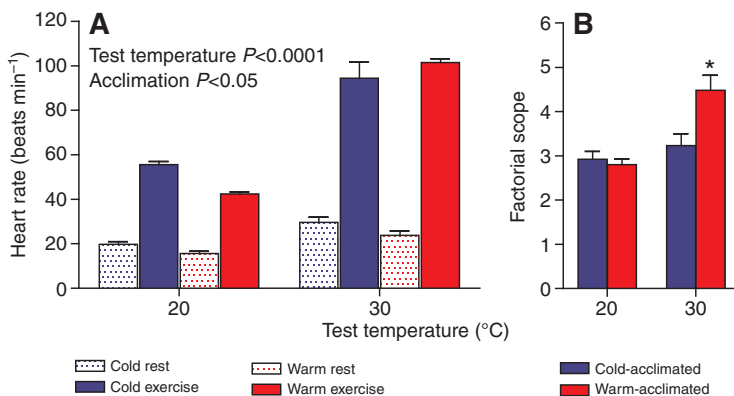 A
Test temperature P<0.0001
Acclimation P<0.05
Heart rate (beats min⁻¹)
120
100
80
60
40
20
0
20
30
B
Factorial scope
6
5
4
3
2
1
0
*
20
30
Test temperature (°C)
Cold rest
Cold exercise
Warm rest
Warm exercise
Cold-acclimated
Warm-acclimated